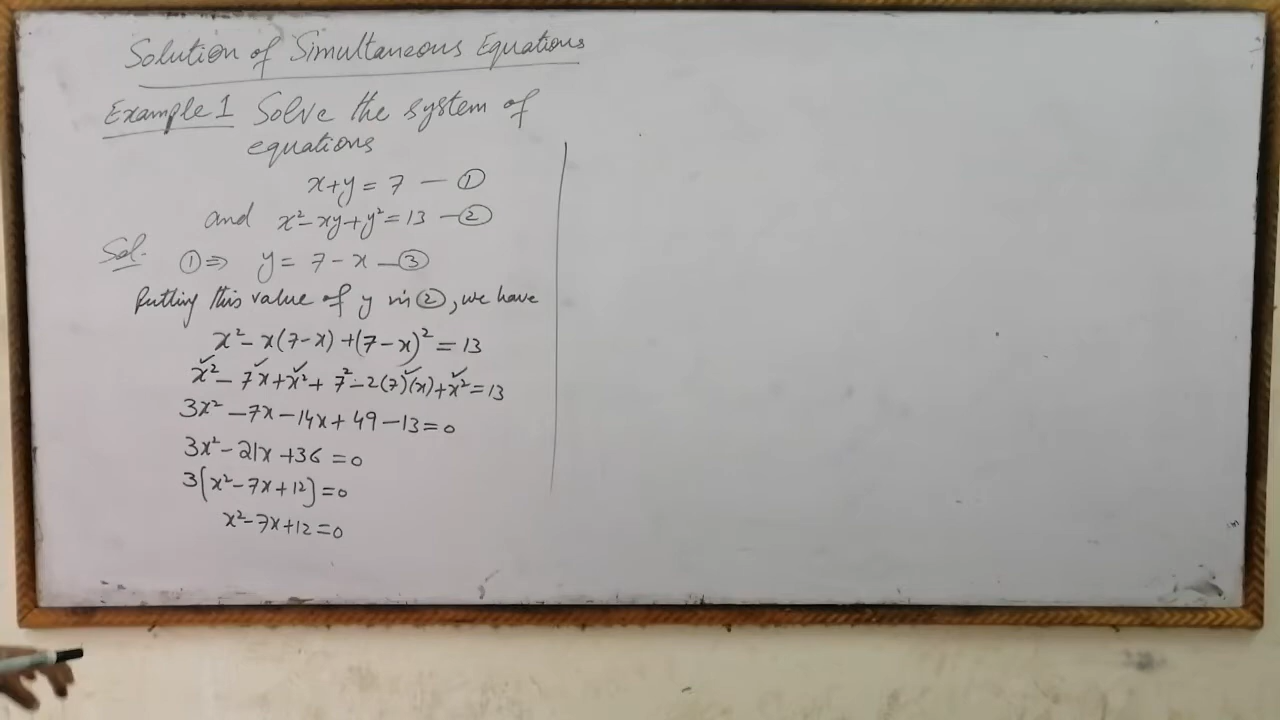 Solution of Simultaneous Equations
Example 1 Solve the system of
equations
x+y = 7 — ①
and x² - xy + y² = 13 — ②
Sol. ① ⇒ y = 7 - x — ③
Putting this value of y in ②, we have
x² - x(7-x) + (7-x)² = 13
x² - 7x + x² + 7² - 2(7)(x) + x² = 13
3x² - 7x - 14x + 49 - 13 = 0
3x² - 21x + 36 = 0
3(x² - 7x + 12) = 0
x² - 7x + 12 = 0